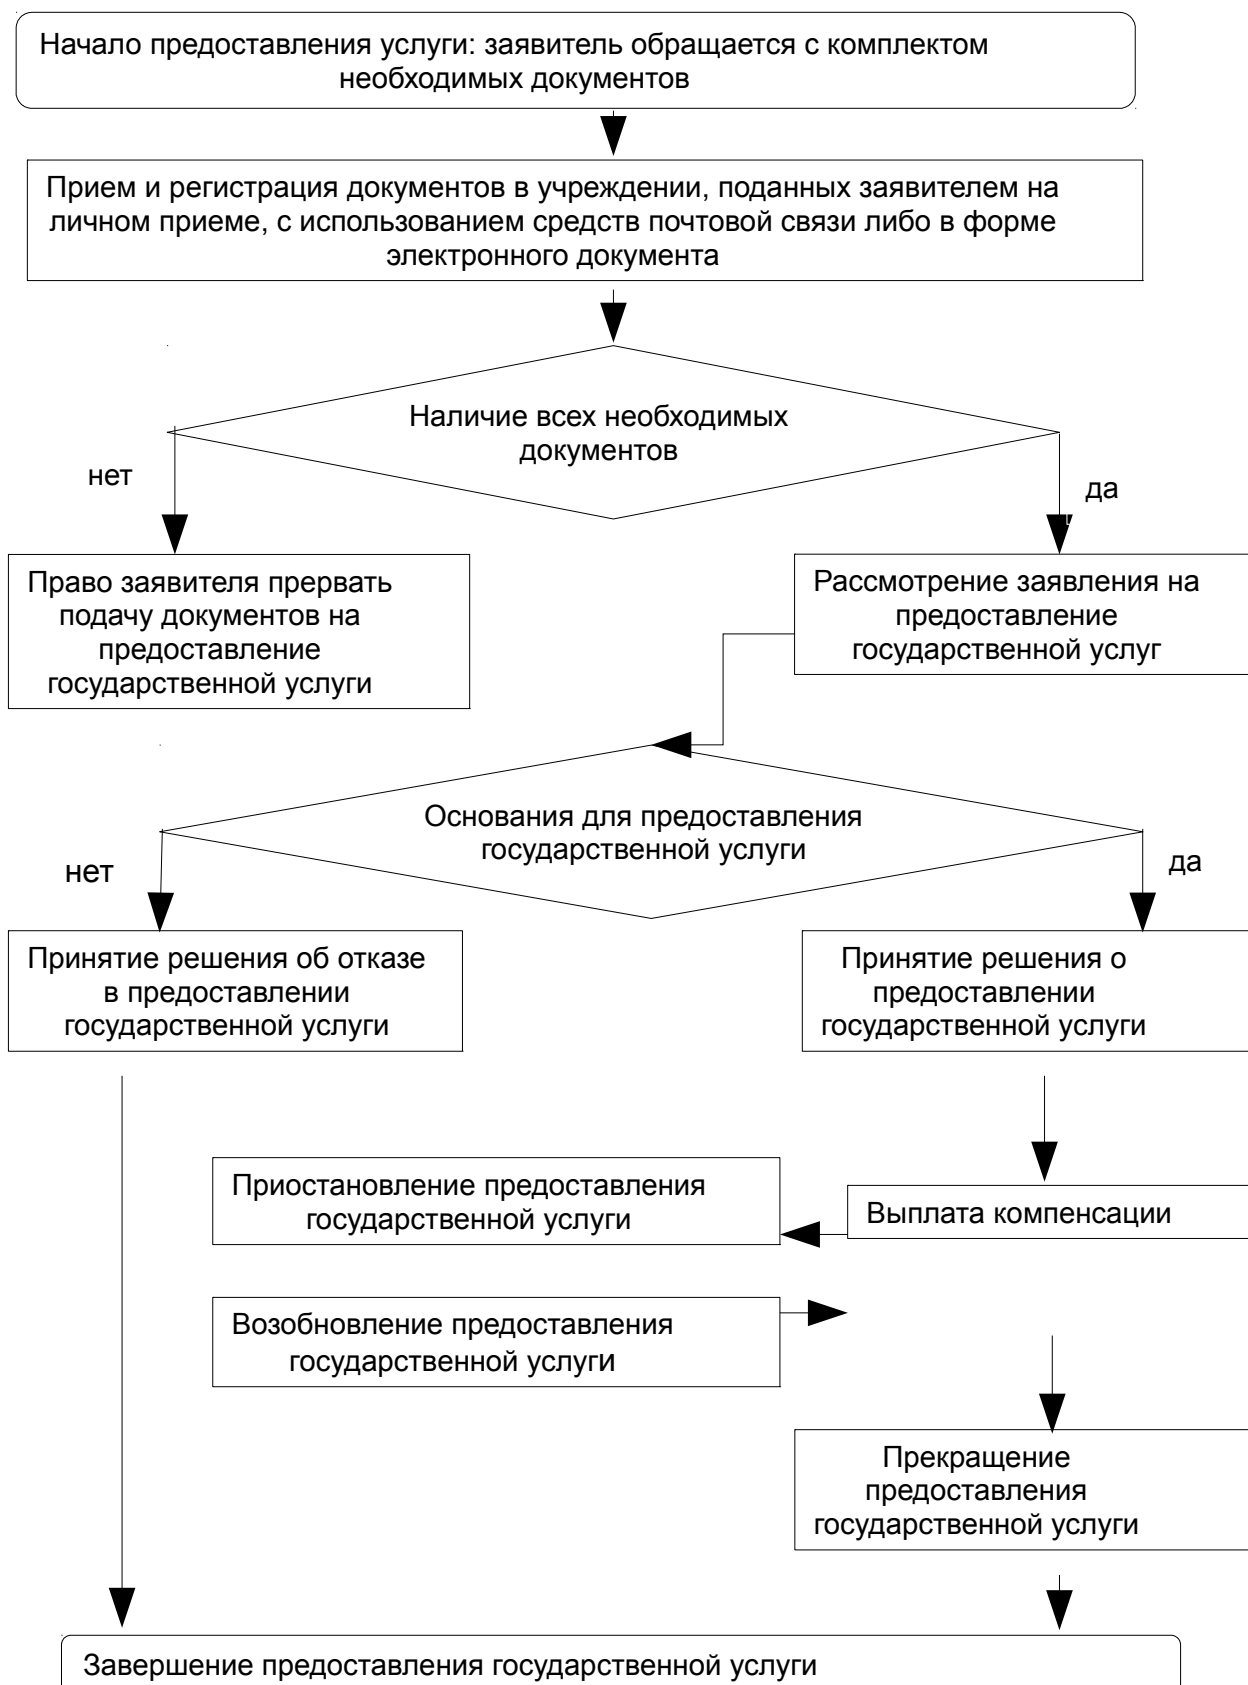 Начало предоставления услуги: заявитель обращается с комплектом
необходимых документов
Прием и регистрация документов в учреждении, поданных заявителем на
личном приеме, с использованием средств почтовой связи либо в форме
электронного документа
Наличие всех необходимых
документов
нет
да
Право заявителя прервать
подачу документов на
предоставление
государственной услуги
Рассмотрение заявления на
предоставление
государственной услуг
Основания для предоставления
государственной услуги
нет
да
Принятие решения об отказе
в предоставлении
государственной услуги
Принятие решения о
предоставлении
государственной услуги
Приостановление предоставления
государственной услуги
Выплата компенсации
Возобновление предоставления
государственной услуги
Прекращение
предоставления
государственной услуги
Завершение предоставления государственной услуги